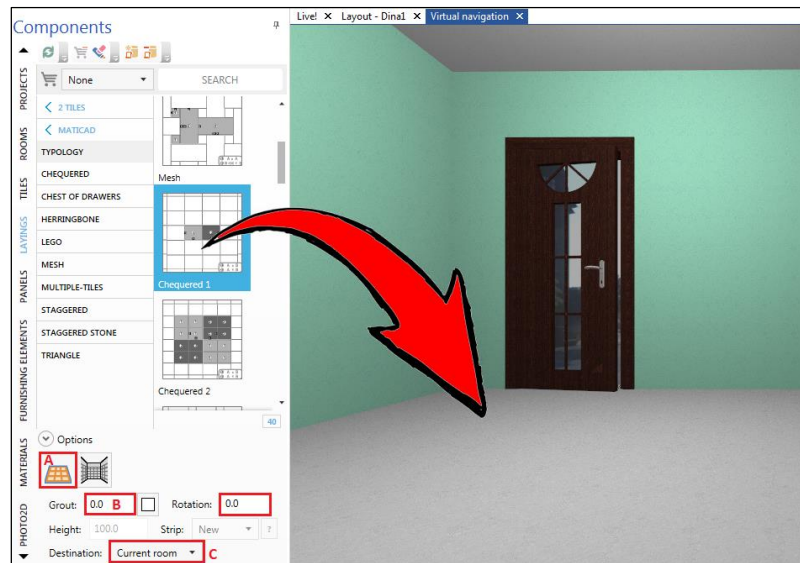 Components
Live! X Layout - Dina1 X Virtual navigation X
None
SEARCH
2 TILES
MATICAD
TYPOLOGY
CHEQUERED
CHEST OF DRAWERS
HERRINGBONE
LEGO
MESH
MULTIPLE-TILES
STAGGERED
STAGGERED STONE
TRIANGLE
Mesh
Chequered 1
Chequered 2
40
PROJECTS
ROOMS
TILES
LAYINGS
PANELS
FURNISHING ELEMENTS
MATERIALS
PHOTO2D
Options
A
Grout: 0.0 B Rotation: 0.0
Height: 100.0 Strip: New ?
Destination: Current room C